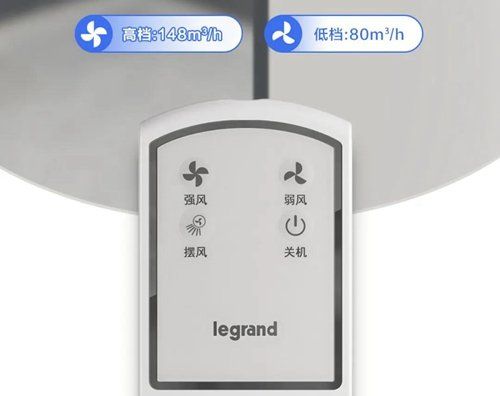 高档:148m³/h
低档:80m³/h
强风 弱风
摆风 关机
legrand